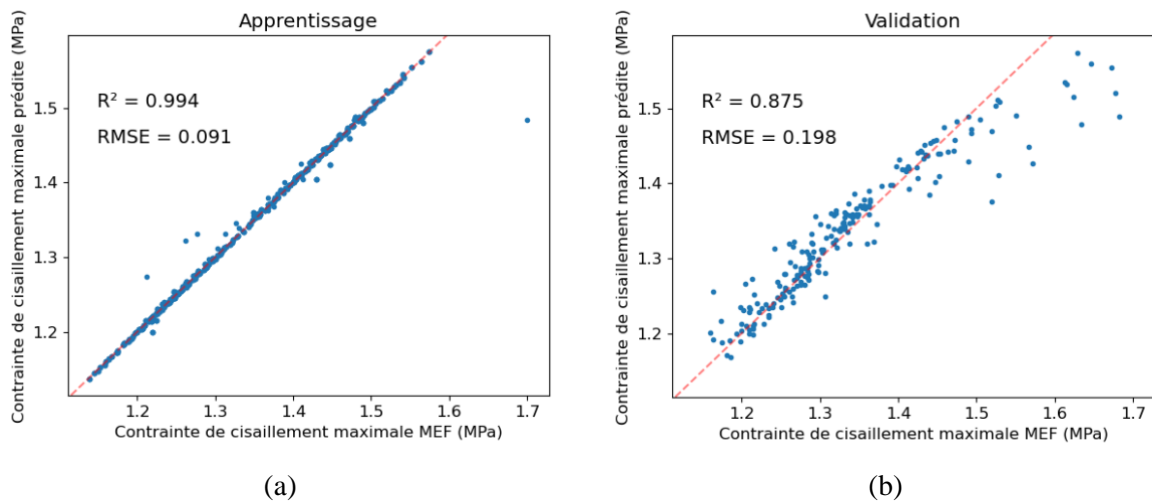 Apprentissage
Contrainte de cisaillement maximale prédite (MPa)
R² = 0.994
RMSE = 0.091
1.5
1.4
1.3
1.2
1.2 1.3 1.4 1.5 1.6 1.7
Contrainte de cisaillement maximale MEF (MPa)
(a)
Validation
Contrainte de cisaillement maximale prédite (MPa)
R² = 0.875
RMSE = 0.198
1.5
1.4
1.3
1.2
1.2 1.3 1.4 1.5 1.6 1.7
Contrainte de cisaillement maximale MEF (MPa)
(b)